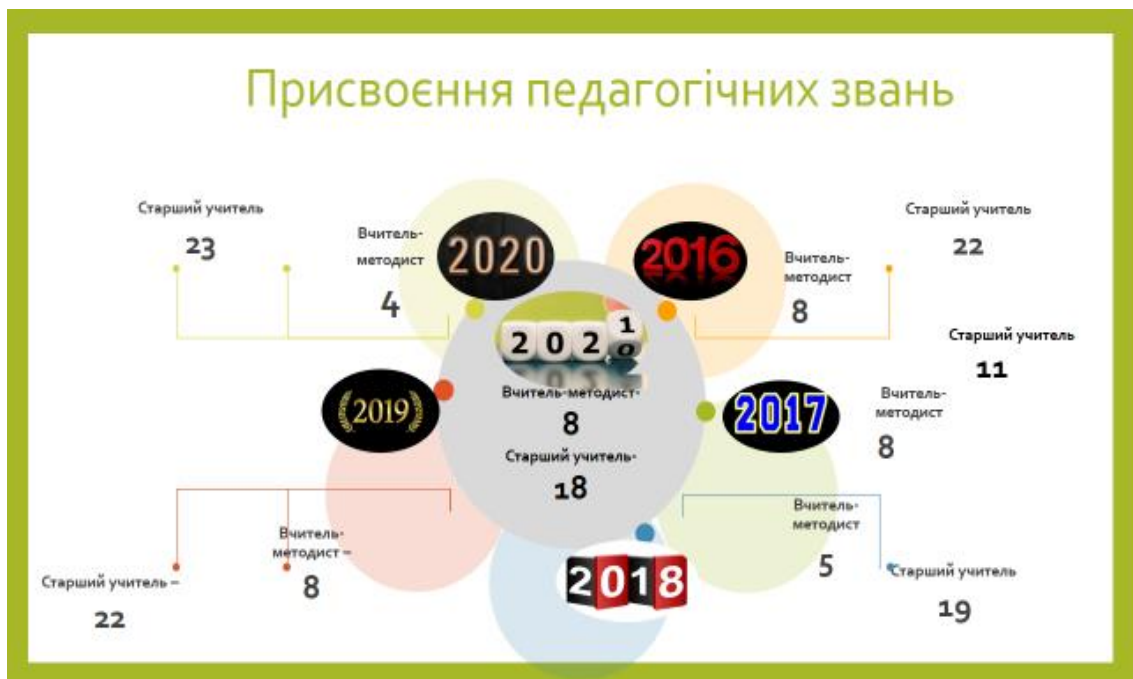 Присвоєння педагогічних звань
Старший учитель
23
Вчитель-
методист
4
2020
2016
Вчитель-
методист
8
Старший учитель
22
2021
0
Вчитель-методист-
8
Старший учитель-
18
2019
2017
Вчитель-
методист
8
Старший учитель
11
Вчитель-
методист –
8
Старший учитель –
22
2018
Вчитель-
методист
5
Старший учитель
19